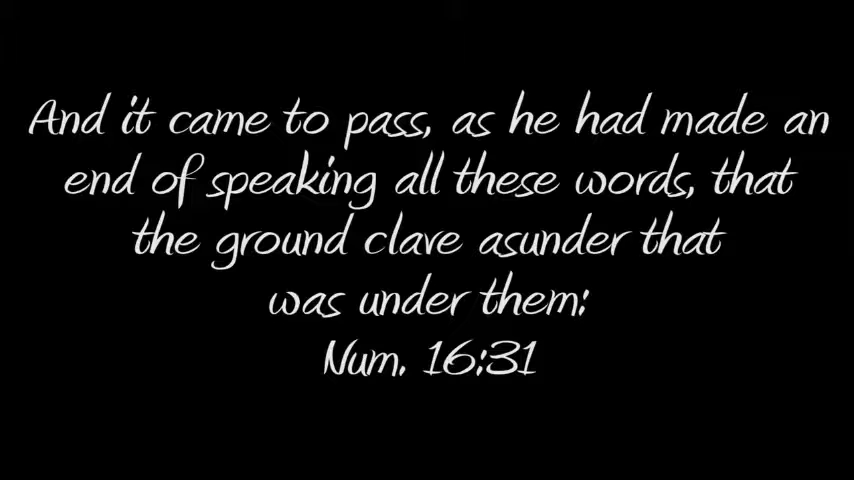 And it came to pass, as he had made an
end of speaking all these words, that
the ground clave asunder that
was under them:
Num. 16:31